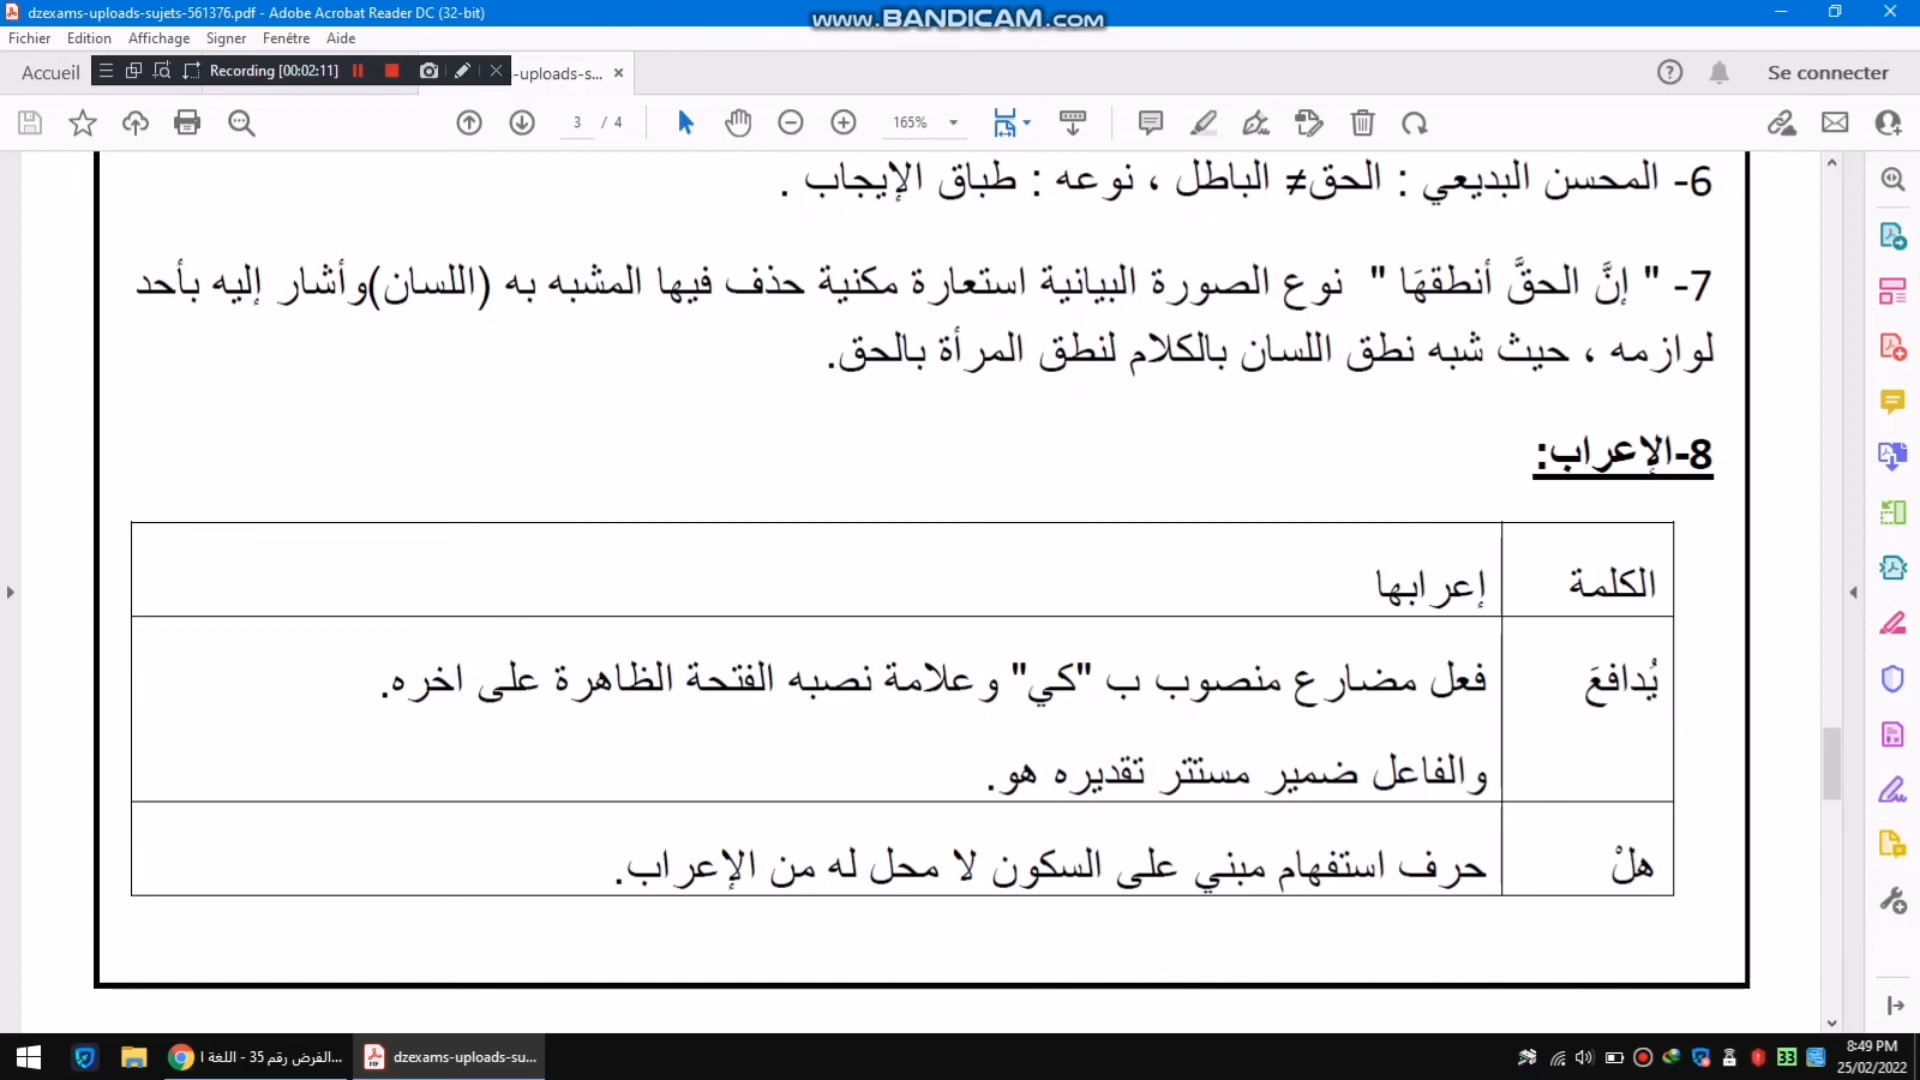 dzexams-uploads-sujets-561376.pdf - Adobe Acrobat Reader DC (32-bit)
www.BANDICAM.com
Fichier Edition Affichage Signer Fenêtre Aide
Accueil
Recording [00:02:11]
-uploads-s...
Se connecter
3 / 4
165%
6- المحسن البديعي : الحق≠ الباطل ، نوعه : طباق الإيجاب .
7- " إنَّ الحقَّ أنطقهَا " نوع الصورة البيانية استعارة مكنية حذف فيها المشبه به (اللسان)وأشار إليه بأحد
لوازمه ، حيث شبه نطق اللسان بالكلام لنطق المرأة بالحق.
8-الإعراب:
الكلمة
إعرابها
يُدافعَ
فعل مضارع منصوب ب "كي" وعلامة نصبه الفتحة الظاهرة على اخره.
والفاعل ضمير مستتر تقديره هو.
هلْ
حرف استفهام مبني على السكون لا محل له من الإعراب.
الفرض رقم 35 - اللغة ا...
dzexams-uploads-su...
33
8:49 PM
25/02/2022